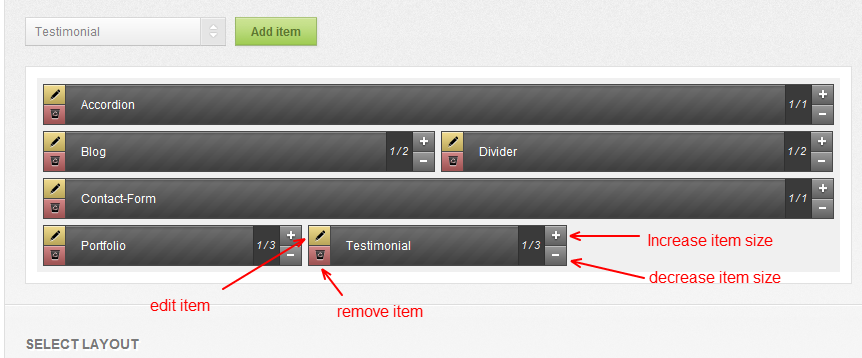 Testimonial Add item
Accordion 1/1
Blog 1/2 Divider 1/2
Contact-Form 1/1
Portfolio 1/3 Testimonial 1/3
Increase item size
decrease item size
edit item
remove item
SELECT LAYOUT